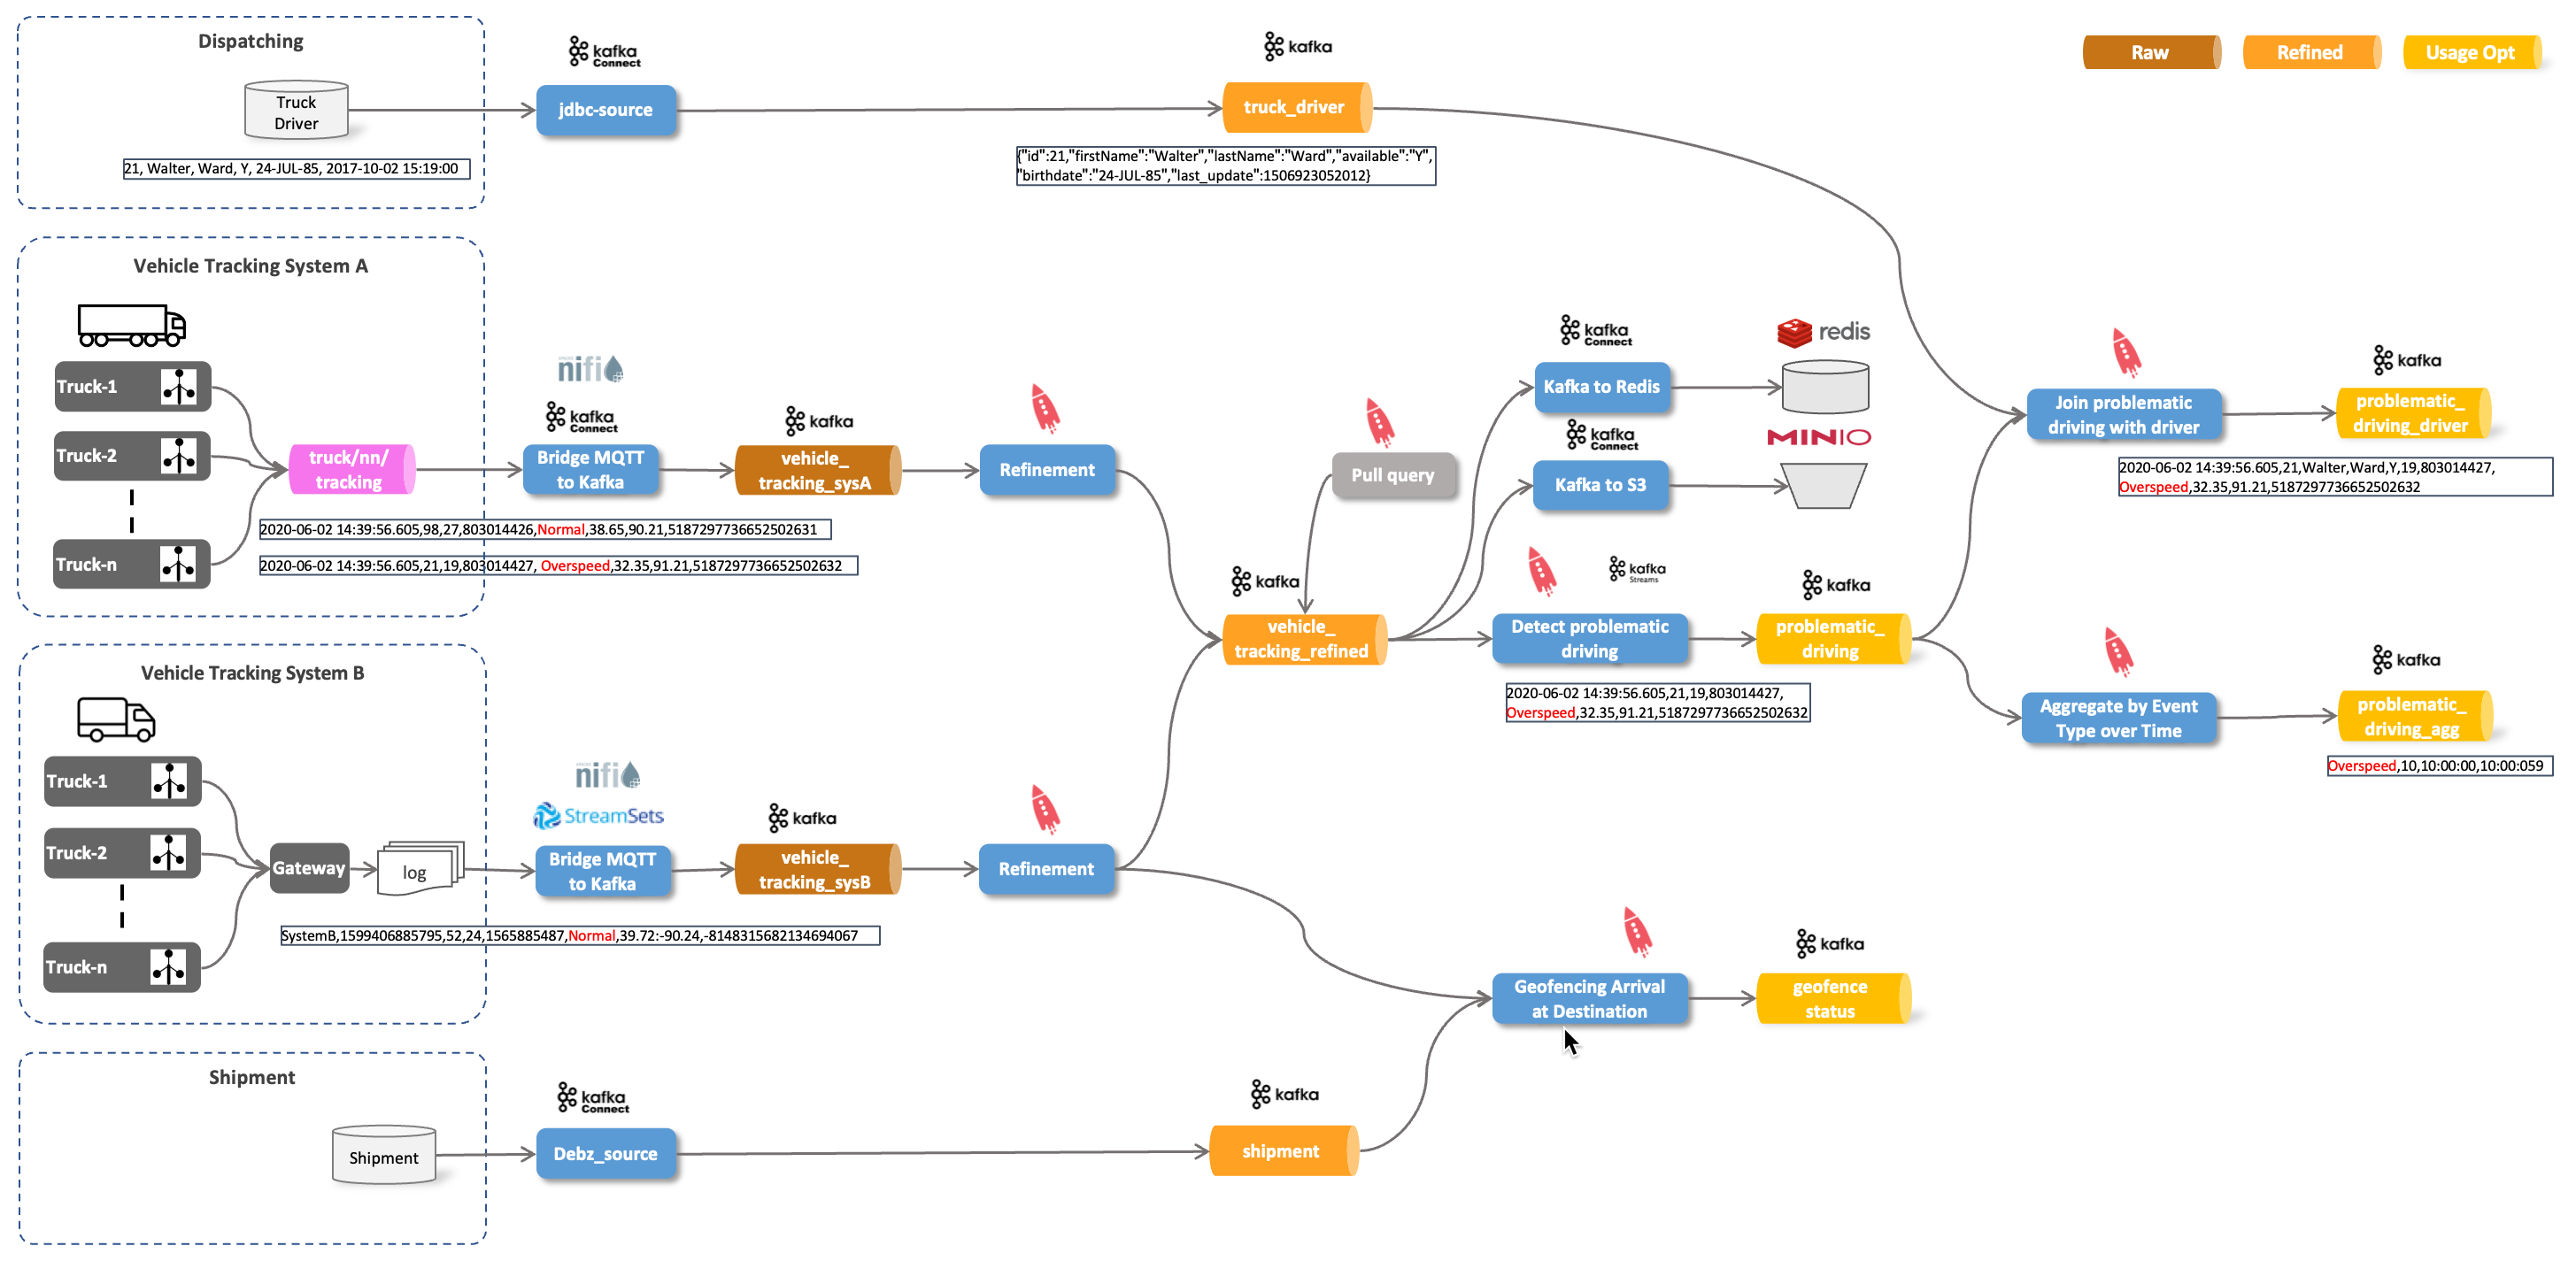 Dispatching
Truck
Driver
21, Walter, Ward, Y, 24-JUL-85, 2017-10-02 15:19:00
kafka
Connect
jdbc-source
kafka
truck_driver
{"id":21,"firstName":"Walter","lastName":"Ward","available":"Y",
"birthdate":"24-JUL-85","last_update":1506923052012}
Raw
Refined
Usage Opt
Vehicle Tracking System A
Truck-1
Truck-2
Truck-n
truck/nn/
tracking
nifi
kafka
Connect
Bridge MQTT
to Kafka
kafka
vehicle_
tracking_sysA
Refinement
2020-06-02 14:39:56.605,98,27,803014426,Normal,38.65,90.21,5187297736652502631
2020-06-02 14:39:56.605,21,19,803014427, Overspeed,32.35,91.21,5187297736652502632
Pull query
kafka
vehicle_
tracking_refined
kafka
Connect
Kafka to Redis
redis
kafka
Connect
Kafka to S3
MINIO
kafka
Streams
Detect problematic
driving
kafka
problematic_
driving
2020-06-02 14:39:56.605,21,19,803014427,
Overspeed,32.35,91.21,5187297736652502632
Join problematic
driving with driver
kafka
problematic_
driving_driver
2020-06-02 14:39:56.605,21,Walter,Ward,Y,19,803014427,
Overspeed,32.35,91.21,5187297736652502632
Aggregate by Event
Type over Time
kafka
problematic_
driving_agg
Overspeed,10,10:00:00,10:00:059
Vehicle Tracking System B
Truck-1
Truck-2
Truck-n
Gateway
log
nifi
StreamSets
Bridge MQTT
to Kafka
kafka
vehicle_
tracking_sysB
Refinement
SystemB,1599406885795,52,24,1565885487,Normal,39.72:-90.24,-8148315682134694067
Geofencing Arrival
at Destination
kafka
geofence
status
Shipment
Shipment
kafka
Connect
Debz_source
kafka
shipment